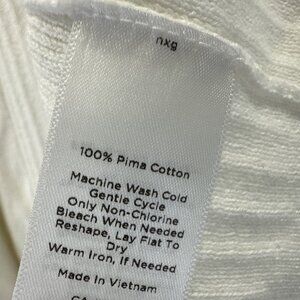 nxg
100% Pima Cotton
Machine Wash Cold
Gentle Cycle
Only Non-Chlorine
Bleach When Needed
Reshape, Lay Flat To
Dry
Warm Iron, If Needed
Made In Vietnam